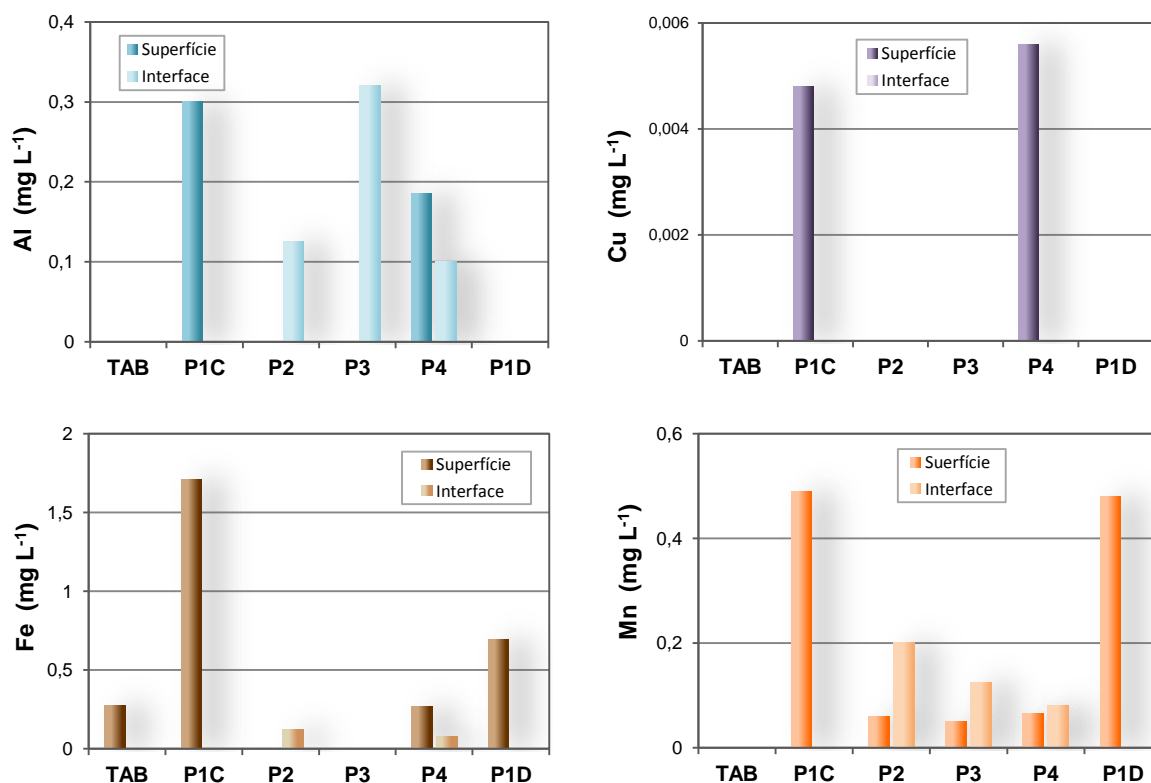 0,4
0,3
0,2
0,1
0
Al (mg L-1)
Superfície
Interface
TAB P1C P2 P3 P4 P1D
0,006
0,004
0,002
0
Cu (mg L-1)
Superfície
Interface
TAB P1C P2 P3 P4 P1D
2
1,5
1
0,5
0
Fe (mg L-1)
Superfície
Interface
TAB P1C P2 P3 P4 P1D
0,6
0,4
0,2
0
Mn (mg L-1)
Suerfície
Interface
TAB P1C P2 P3 P4 P1D